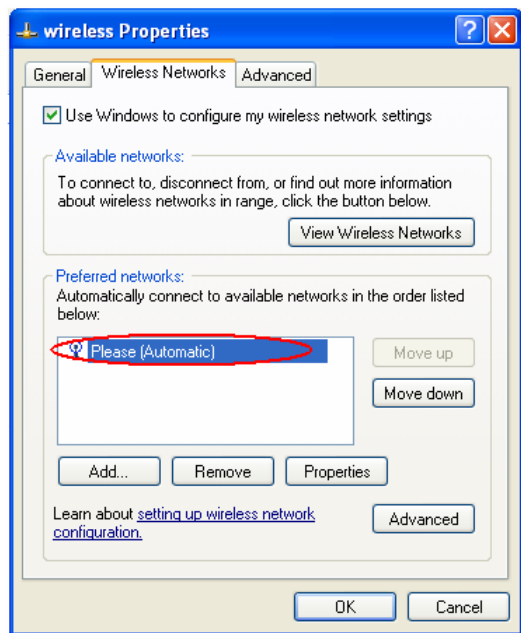 wireless Properties
General Wireless Networks Advanced
Use Windows to configure my wireless network settings
Available networks:
To connect to, disconnect from, or find out more information
about wireless networks in range, click the button below.
View Wireless Networks
Preferred networks:
Automatically connect to available networks in the order listed
below:
Please (Automatic)
Move up
Move down
Add... Remove Properties
Learn about setting up wireless network
configuration.
Advanced
OK Cancel